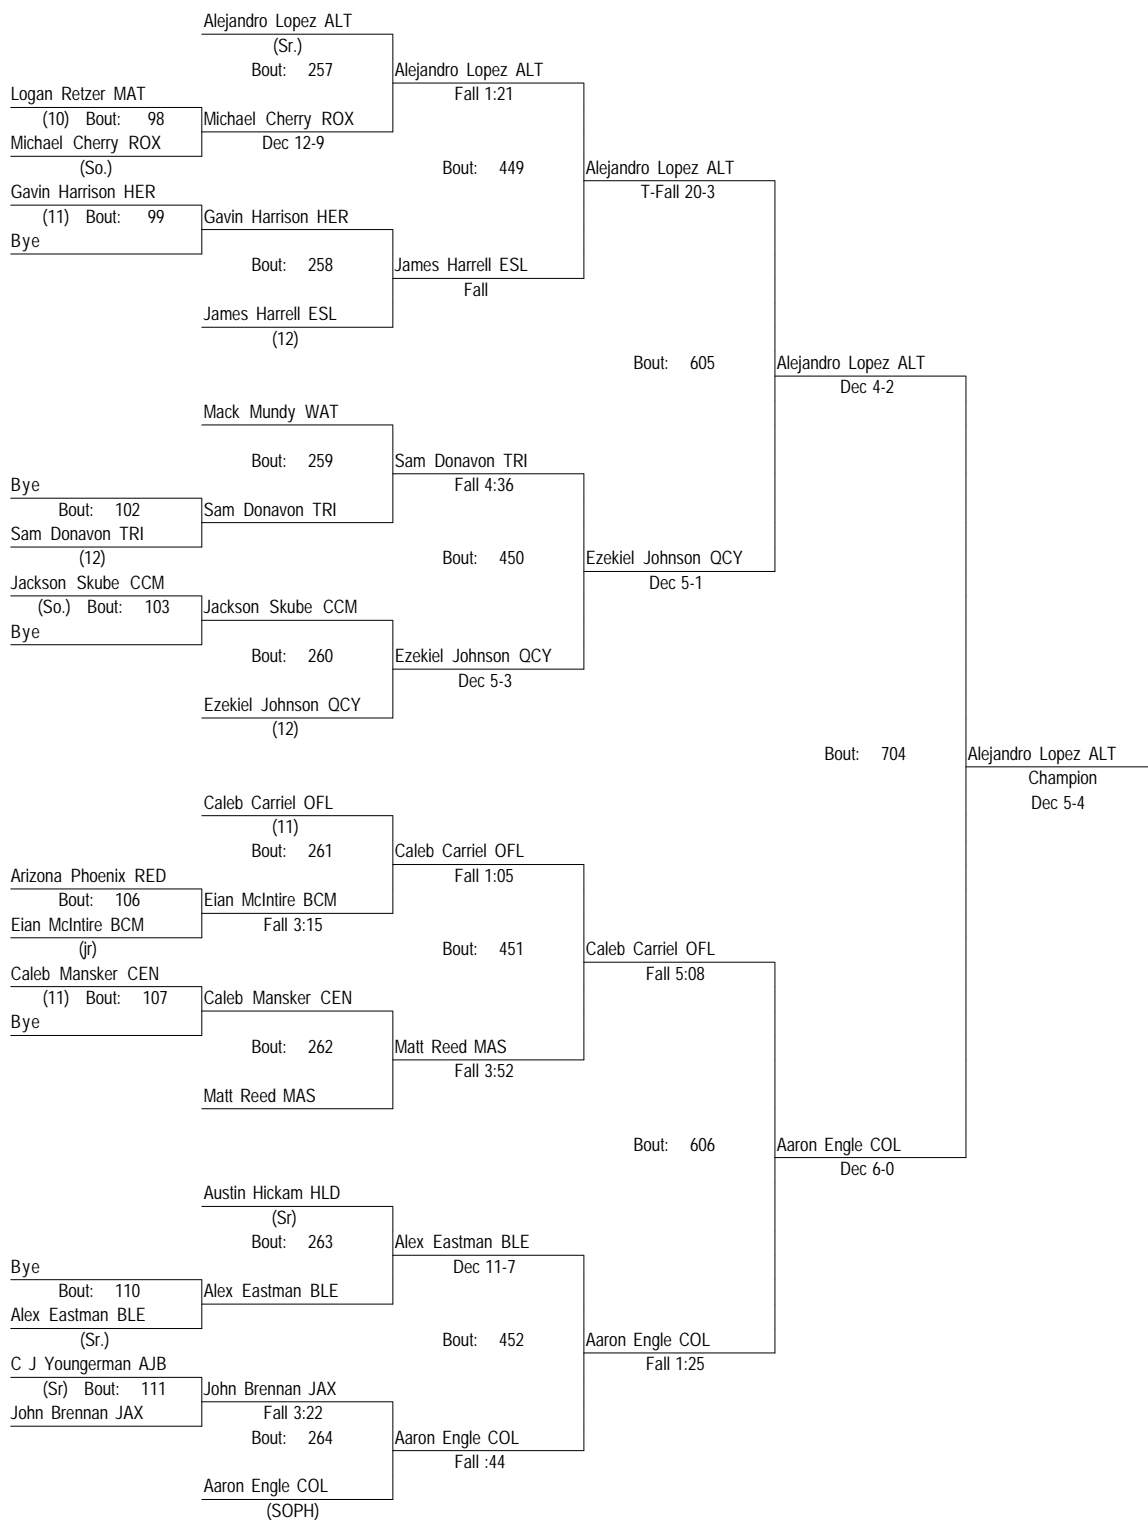 Alejandro Lopez ALT
(Sr.)
Bout: 257
Alejandro Lopez ALT
Fall 1:21
Logan Retzer MAT
(10) Bout: 98
Michael Cherry ROX
Michael Cherry ROX
Dec 12-9
(So.)
Bout: 449
Alejandro Lopez ALT
T-Fall 20-3
Gavin Harrison HER
(11) Bout: 99
Gavin Harrison HER
Bye
Bout: 258
James Harrell ESL
Fall
James Harrell ESL
(12)
Bout: 605
Alejandro Lopez ALT
Dec 4-2
Mack Mundy WAT
Bout: 259
Sam Donavon TRI
Fall 4:36
Bye
Bout: 102
Sam Donavon TRI
Sam Donavon TRI
(12)
Bout: 450
Ezekiel Johnson QCY
Dec 5-1
Jackson Skube CCM
(So.) Bout: 103
Jackson Skube CCM
Bye
Bout: 260
Ezekiel Johnson QCY
Dec 5-3
Ezekiel Johnson QCY
(12)
Bout: 704
Alejandro Lopez ALT
Champion
Dec 5-4
Caleb Carriel OFL
(11)
Bout: 261
Caleb Carriel OFL
Fall 1:05
Arizona Phoenix RED
Bout: 106
Eian McIntire BCM
Eian McIntire BCM
Fall 3:15
(jr)
Bout: 451
Caleb Carriel OFL
Fall 5:08
Caleb Mansker CEN
(11) Bout: 107
Caleb Mansker CEN
Bye
Bout: 262
Matt Reed MAS
Fall 3:52
Matt Reed MAS
Bout: 606
Aaron Engle COL
Dec 6-0
Austin Hickam HLD
(Sr)
Bout: 263
Alex Eastman BLE
Dec 11-7
Bye
Bout: 110
Alex Eastman BLE
Alex Eastman BLE
(Sr.)
Bout: 452
Aaron Engle COL
Fall 1:25
C J Youngerman AJB
(Sr) Bout: 111
John Brennan JAX
John Brennan JAX
Fall 3:22
Bout: 264
Aaron Engle COL
Fall :44
Aaron Engle COL
(SOPH)